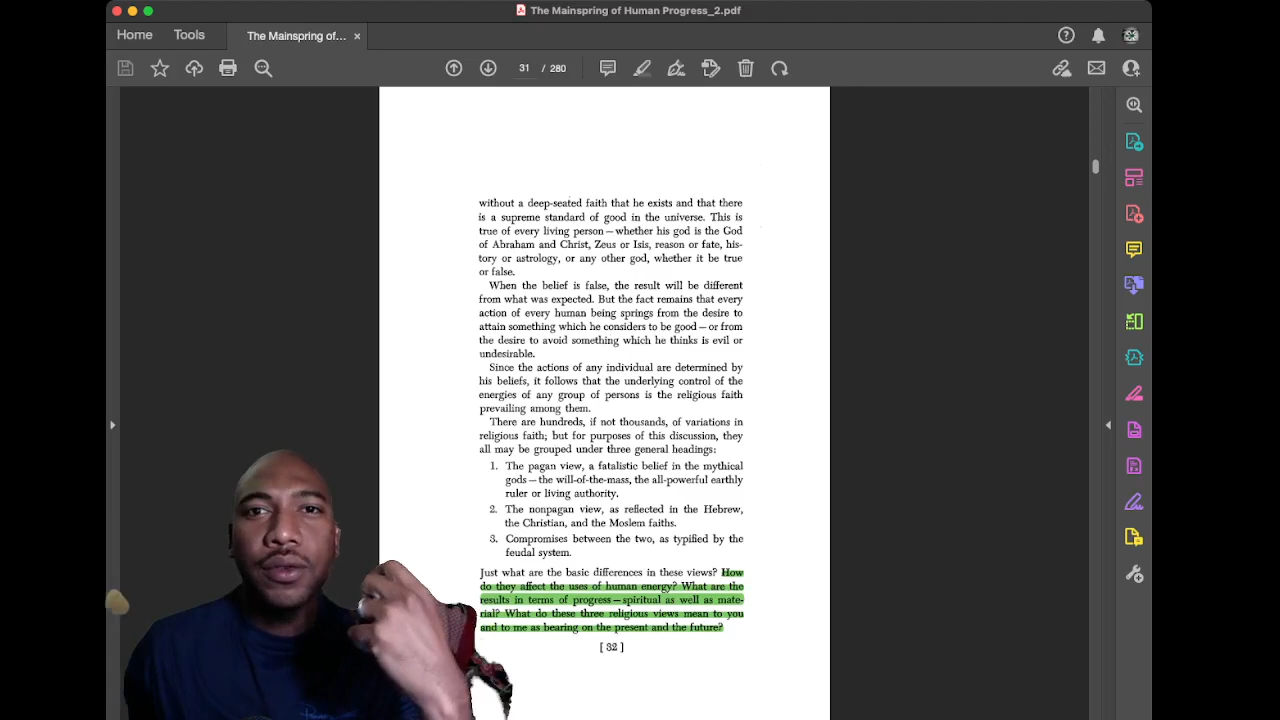 The Mainspring of Human Progress_2.pdf
Home Tools The Mainspring of... ×
31 / 280
without a deep-seated faith that he exists and that there
is a supreme standard of good in the universe. This is
true of every living person—whether his god is the God
of Abraham and Christ, Zeus or Isis, reason or fate, his-
tory or astrology, or any other god, whether it be true
or false.
When the belief is false, the result will be different
from what was expected. But the fact remains that every
action of every human being springs from the desire to
attain something which he considers to be good—or from
the desire to avoid something which he thinks is evil or
undesirable.
Since the actions of any individual are determined by
his beliefs, it follows that the underlying control of the
energies of any group of persons is the religious faith
prevailing among them.
There are hundreds, if not thousands, of variations in
religious faith; but for purposes of this discussion, they
all may be grouped under three general headings:
1. The pagan view, a fatalistic belief in the mythical
gods—the will-of-the-mass, the all-powerful earthly
ruler or living authority.
2. The nonpagan view, as reflected in the Hebrew,
the Christian, and the Moslem faiths.
3. Compromises between the two, as typified by the
feudal system.
Just what are the basic differences in these views? How
do they affect the uses of human energy? What are the
results in terms of progress—spiritual as well as mate-
rial? What do these three religious views mean to you
and to me as bearing on the present and the future?
[ 32 ]